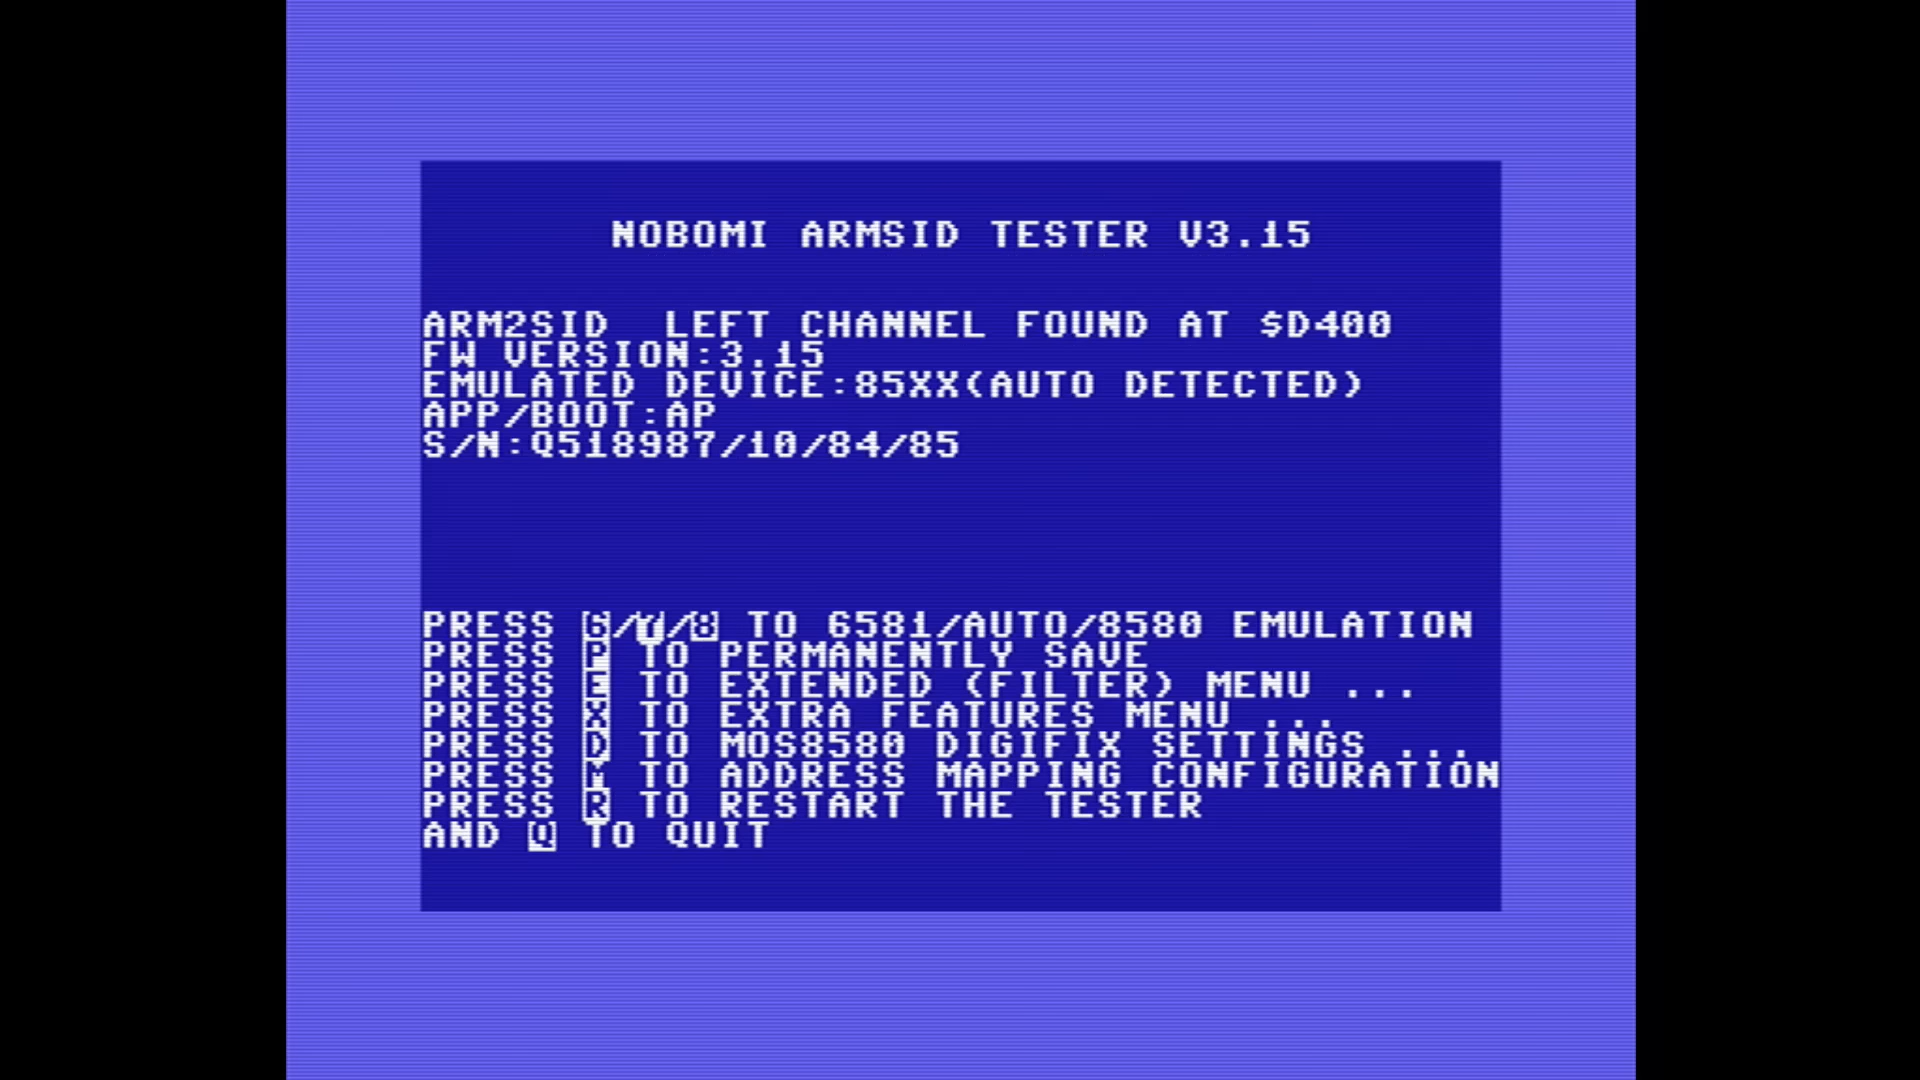 NOBOMI ARMSID TESTER V3.15
ARM2SID  LEFT CHANNEL FOUND AT $D400
FW VERSION:3.15
EMULATED DEVICE:85XX(AUTO DETECTED)
APP/BOOT:AP
S/N:Q518987/10/84/85
PRESS 6/7/8 TO 6581/AUTO/8580 EMULATION
PRESS P TO PERMANENTLY SAVE
PRESS E TO EXTENDED (FILTER) MENU ...
PRESS X TO EXTRA FEATURES MENU ...
PRESS D TO MOS8580 DIGIFIX SETTINGS ...
PRESS M TO ADDRESS MAPPING CONFIGURATION
PRESS R TO RESTART THE TESTER
AND Q TO QUIT